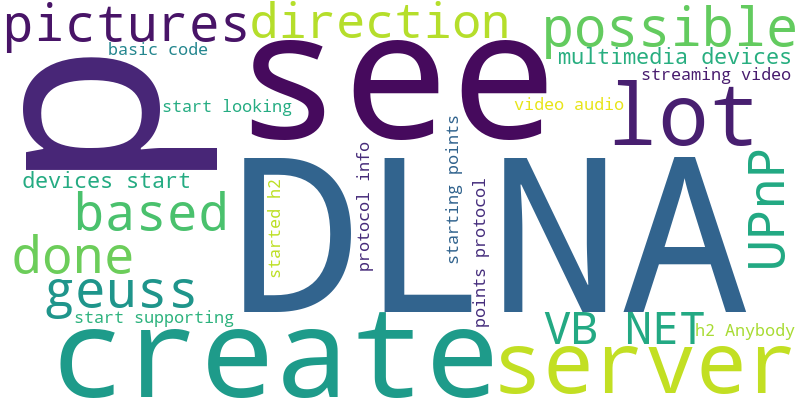 pictures
direction
possible
basic code
see
multimedia devices
streaming video
p
start looking
video audio
lot
devices start
DLNA
protocol info
starting points
UPnP
based
started h2
points protocol
done
geuss
start supporting
create
VB NET
h2 Anybody
server